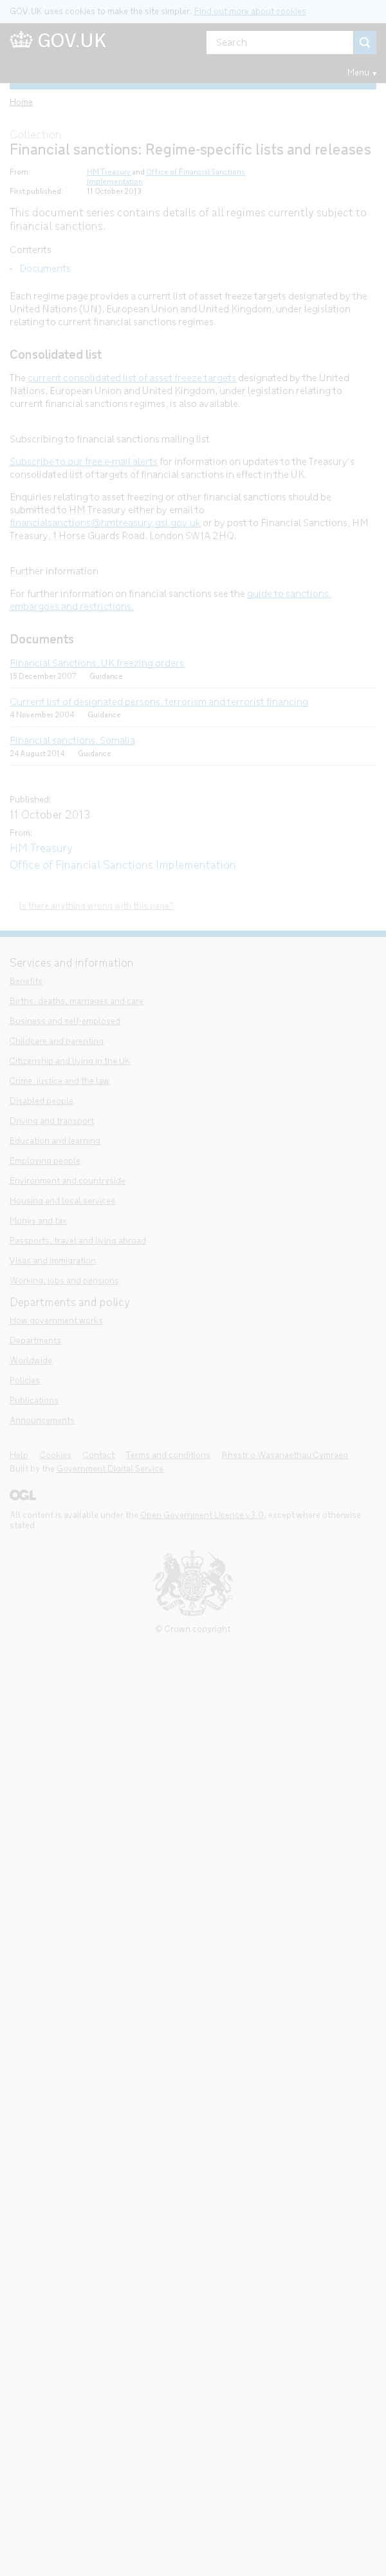 GOV.UK uses cookies to make the site simpler. Find out more about cookies
GOV.UK
Search
Menu
Home
Collection
Financial sanctions: Regime-specific lists and releases
From: HM Treasury and Office of Financial Sanctions
Implementation
First published: 11 October 2013
This document series contains details of all regimes currently subject to
financial sanctions.
Contents
- Documents
Each regime page provides a current list of asset freeze targets designated by the
United Nations (UN), European Union and United Kingdom, under legislation
relating to current financial sanctions regimes.
Consolidated list
The current consolidated list of asset freeze targets designated by the United
Nations, European Union and United Kingdom, under legislation relating to
current financial sanctions regimes, is also available.
Subscribing to financial sanctions mailing list
Subscribe to our free e-mail alerts for information on updates to the Treasury's
consolidated list of targets of financial sanctions in effect in the UK.
Enquiries relating to asset freezing or other financial sanctions should be
submitted to HM Treasury either by email to
financialsanctions@hmtreasury.gsi.gov.uk or by post to Financial Sanctions, HM
Treasury, 1 Horse Guards Road, London SW1A 2HQ.
Further information
For further information on financial sanctions see the guide to sanctions,
embargoes and restrictions.
Documents
Financial Sanctions, UK freezing orders
15 December 2007 Guidance
Current list of designated persons, terrorism and terrorist financing
4 November 2004 Guidance
Financial sanctions, Somalia
24 August 2014 Guidance
Published:
11 October 2013
From:
HM Treasury
Office of Financial Sanctions Implementation
Is there anything wrong with this page?
Services and information
Benefits
Births, deaths, marriages and care
Business and self-employed
Childcare and parenting
Citizenship and living in the UK
Crime, justice and the law
Disabled people
Driving and transport
Education and learning
Employing people
Environment and countryside
Housing and local services
Money and tax
Passports, travel and living abroad
Visas and immigration
Working, jobs and pensions
Departments and policy
How government works
Departments
Worldwide
Policies
Publications
Announcements
Help Cookies Contact Terms and conditions Rhestr o Wasanaethau Cymraeg
Built by the Government Digital Service
OGL
All content is available under the Open Government Licence v3.0, except where otherwise
stated
© Crown copyright